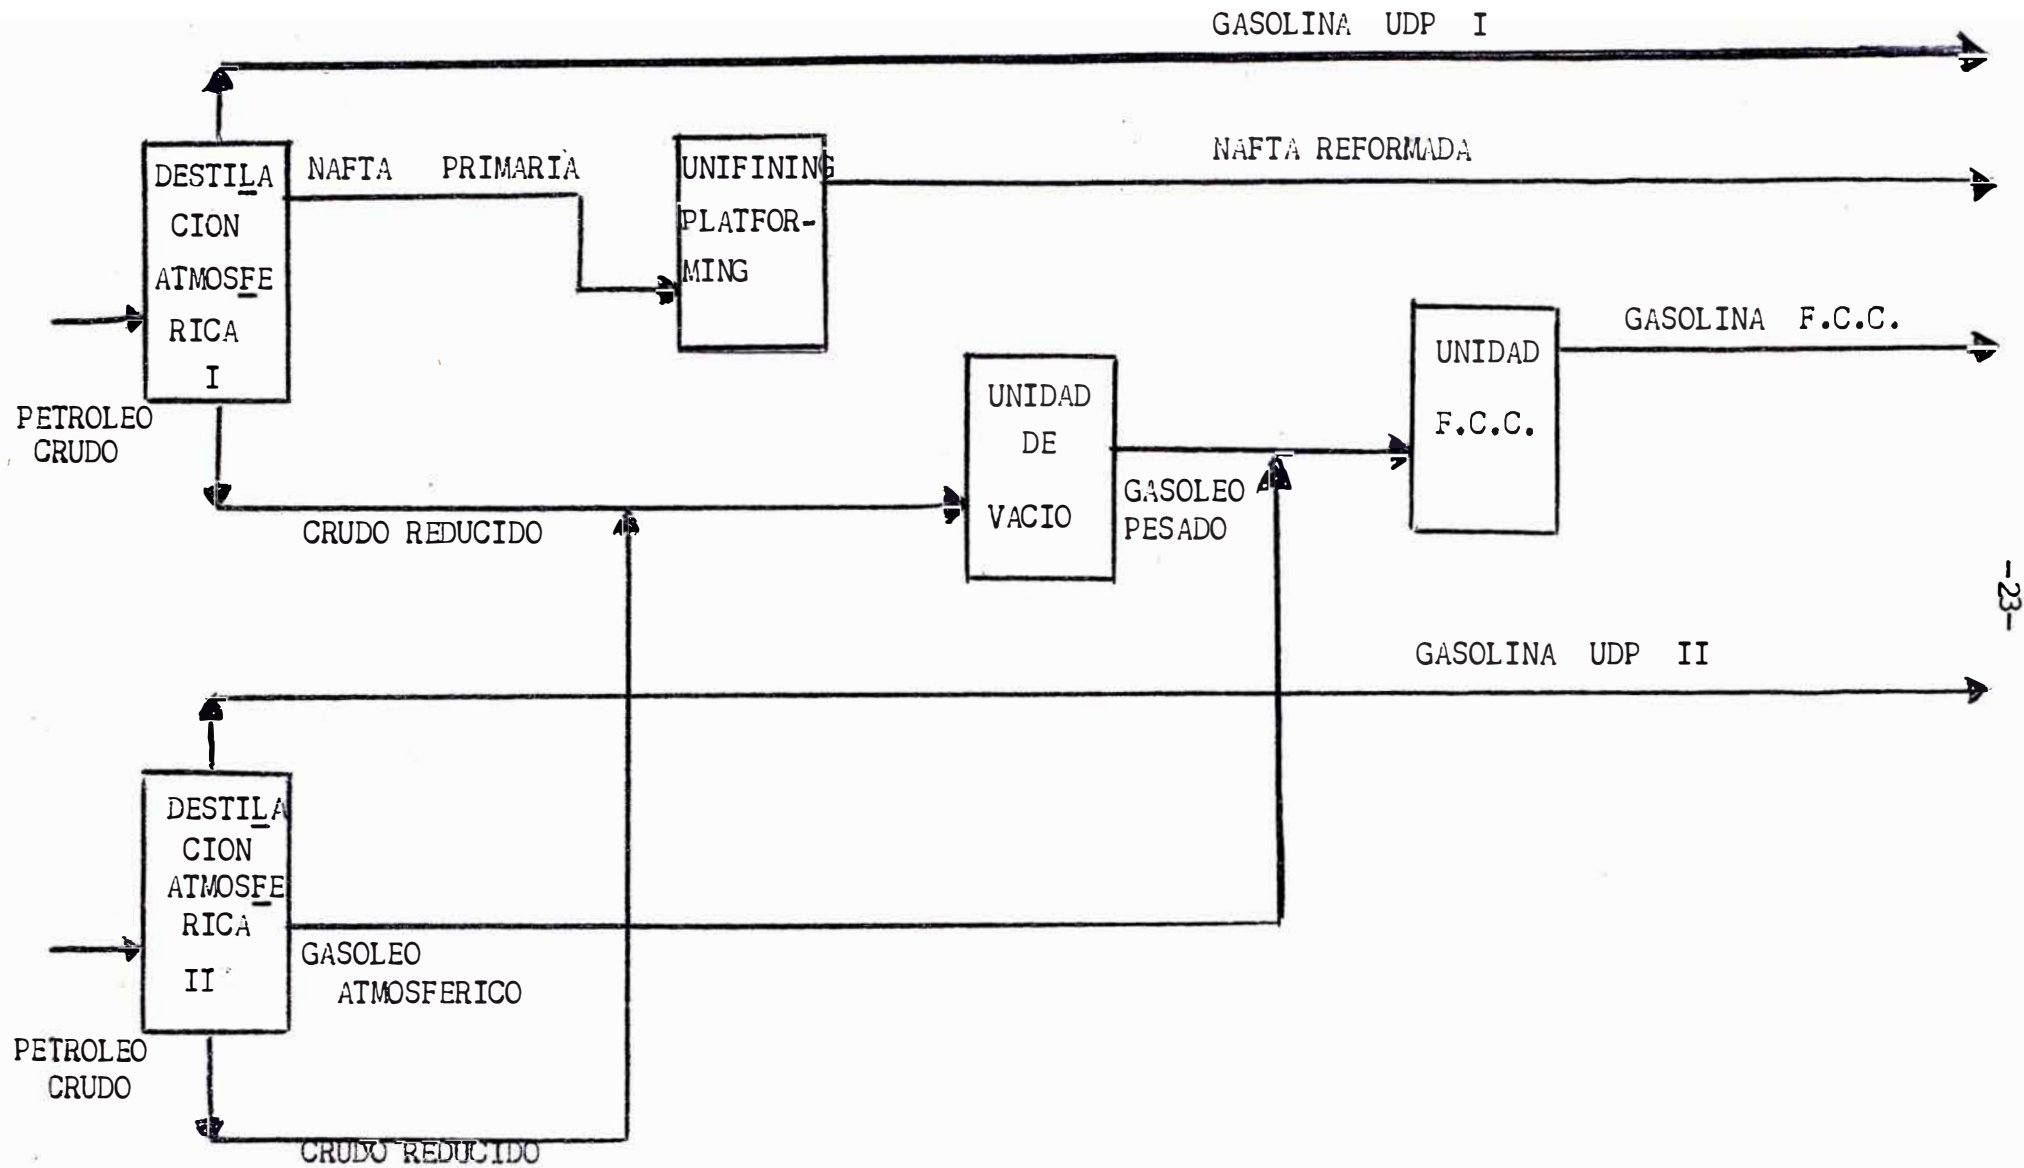 GASOLINA UDP I
DESTILA
CION
ATMOSFE
RICA
I
NAFTA PRIMARIA
UNIFINING
PLATFOR-
MING
NAFTA REFORMADA
PETROLEO
CRUDO
CRUDO REDUCIDO
UNIDAD
DE
VACIO
GASOLEO
PESADO
UNIDAD
F.C.C.
GASOLINA F.C.C.
-23-
GASOLINA UDP II
DESTILA
CION
ATMOSFE
RICA
II
GASOLEO
ATMOSFERICO
PETROLEO
CRUDO
CRUDO REDUCIDO